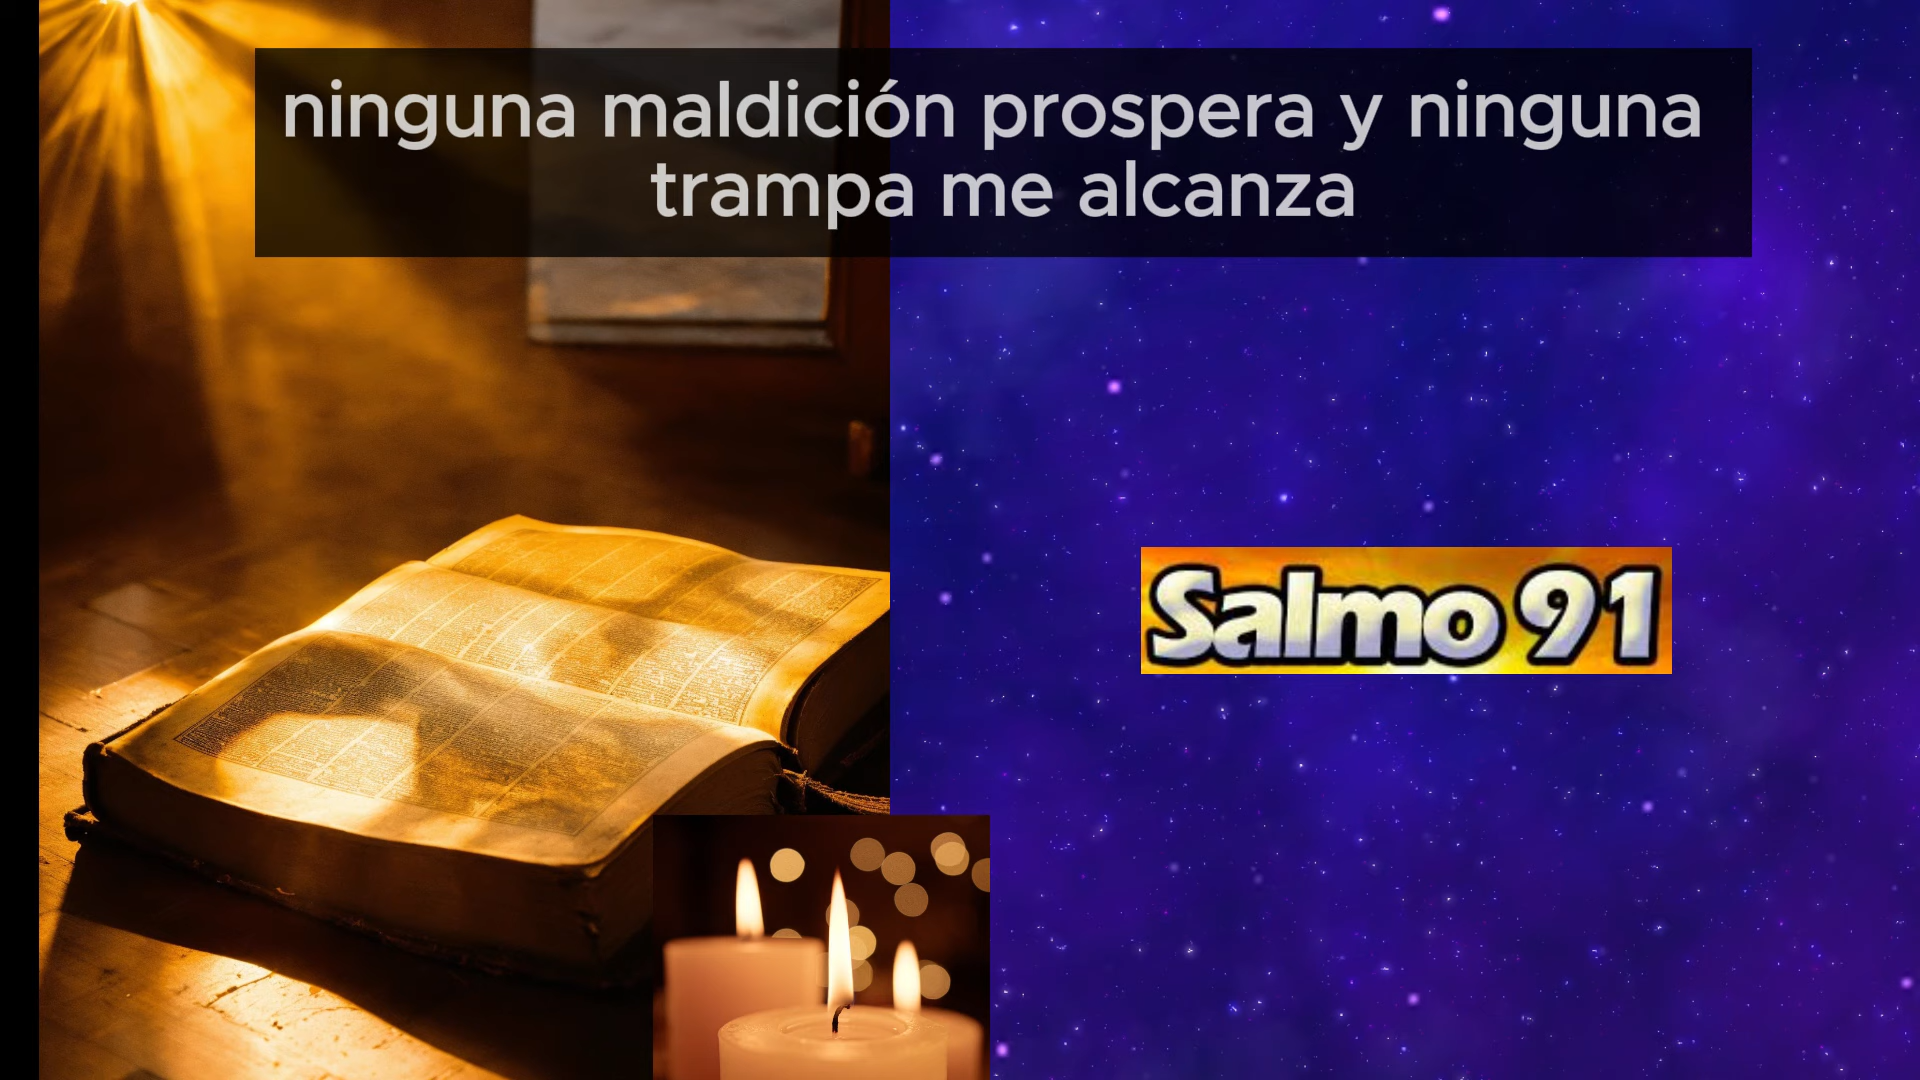 ninguna maldición prospera y ninguna
trampa me alcanza
Salmo 91